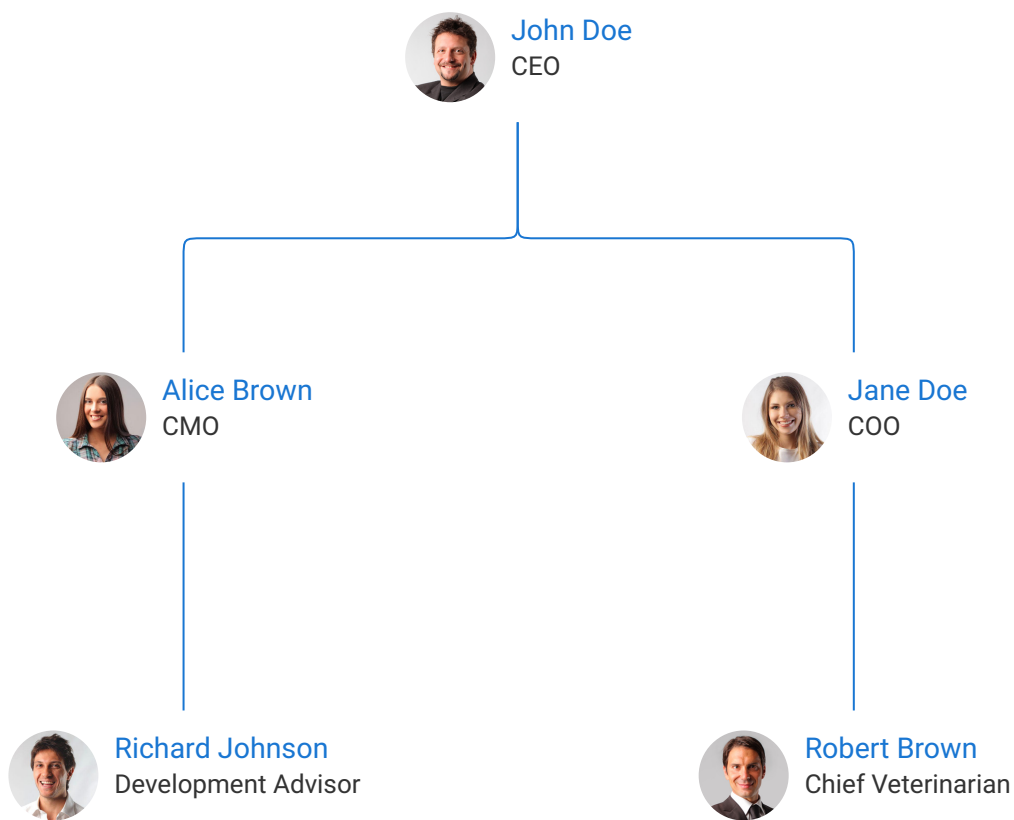 John Doe
CEO
Alice Brown
CMO
Jane Doe
COO
Richard Johnson
Development Advisor
Robert Brown
Chief Veterinarian